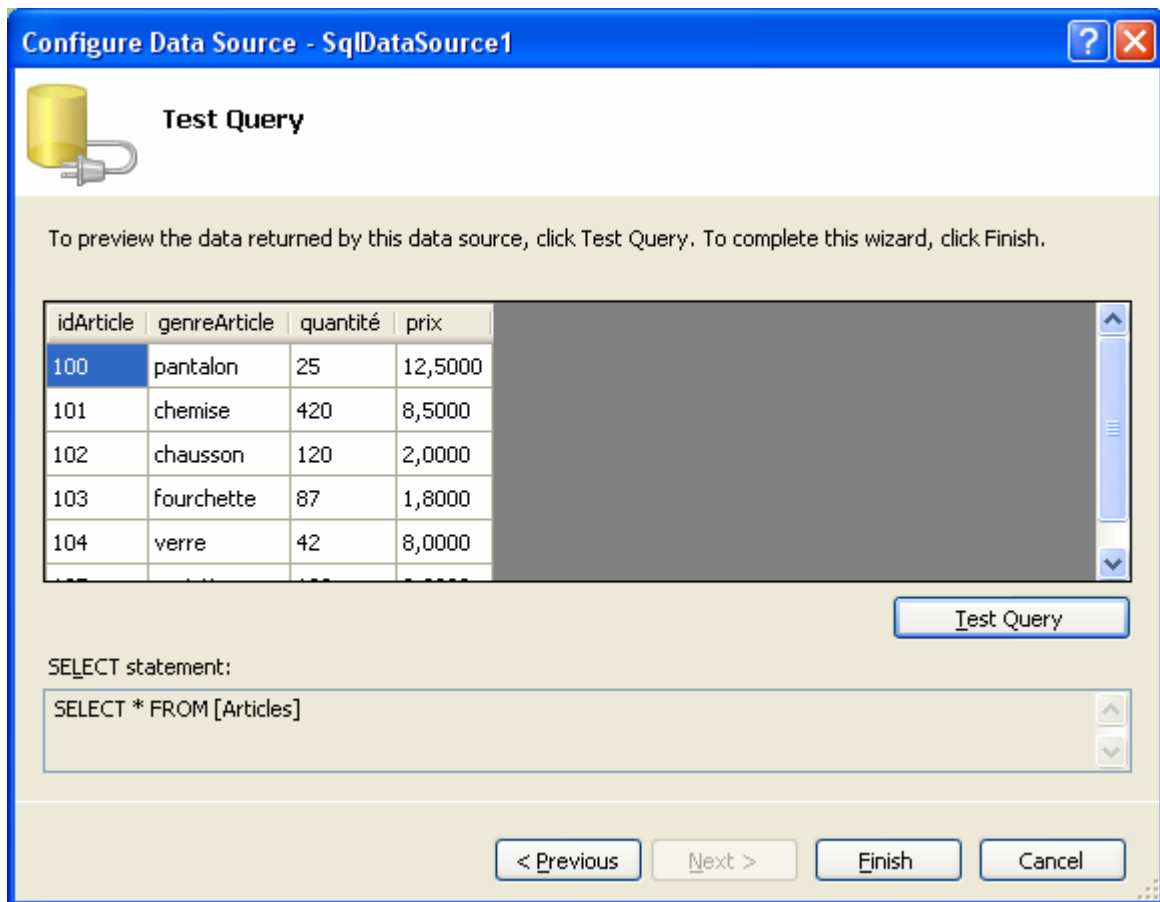 Configure Data Source - SqlDataSource1
Test Query
To preview the data returned by this data source, click Test Query. To complete this wizard, click Finish.
idArticle genreArticle quantité prix
100 pantalon 25 12,5000
101 chemise 420 8,5000
102 chausson 120 2,0000
103 fourchette 87 1,8000
104 verre 42 8,0000
Test Query
SELECT statement:
SELECT * FROM [Articles]
< Previous Next > Finish Cancel